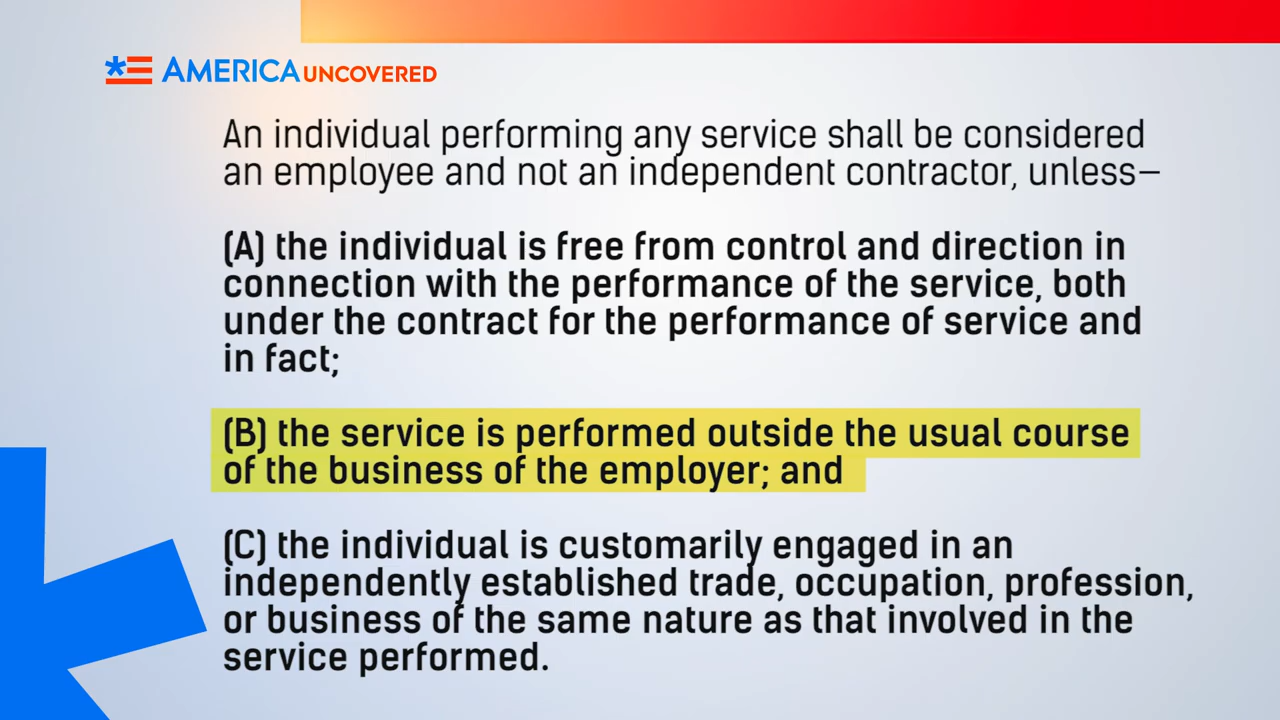 AMERICA UNCOVERED
An individual performing any service shall be considered
an employee and not an independent contractor, unless—
(A) the individual is free from control and direction in
connection with the performance of the service, both
under the contract for the performance of service and
in fact;
(B) the service is performed outside the usual course
of the business of the employer; and
(C) the individual is customarily engaged in an
independently established trade, occupation, profession,
or business of the same nature as that involved in the
service performed.